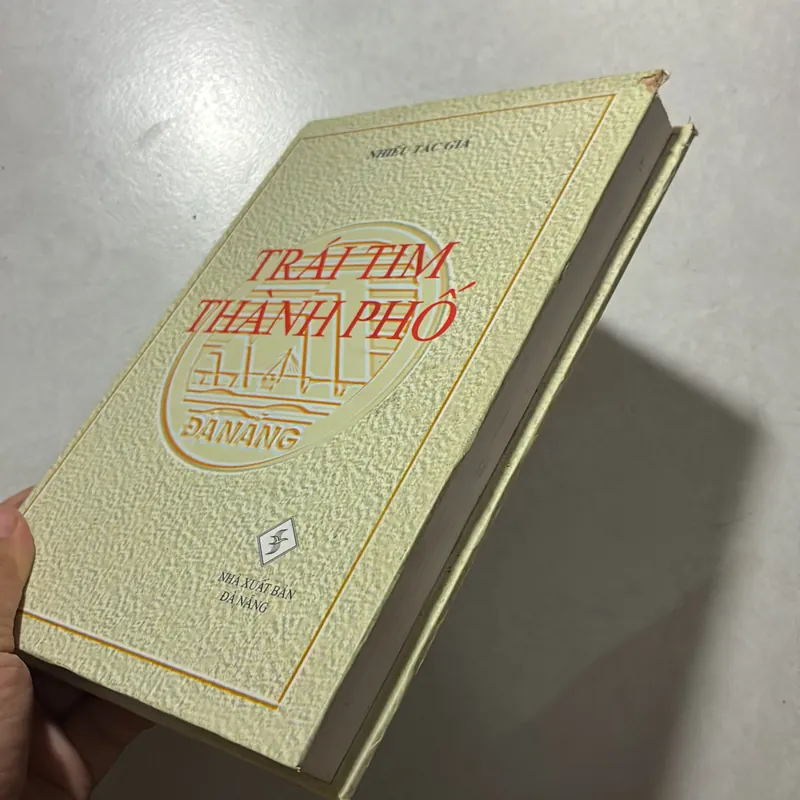 NHIỀU TÁC GIẢ
TRÁI TIM
THÀNH PHỐ
ĐÀ NẴNG
NHÀ XUẤT BẢN
ĐÀ NẴNG